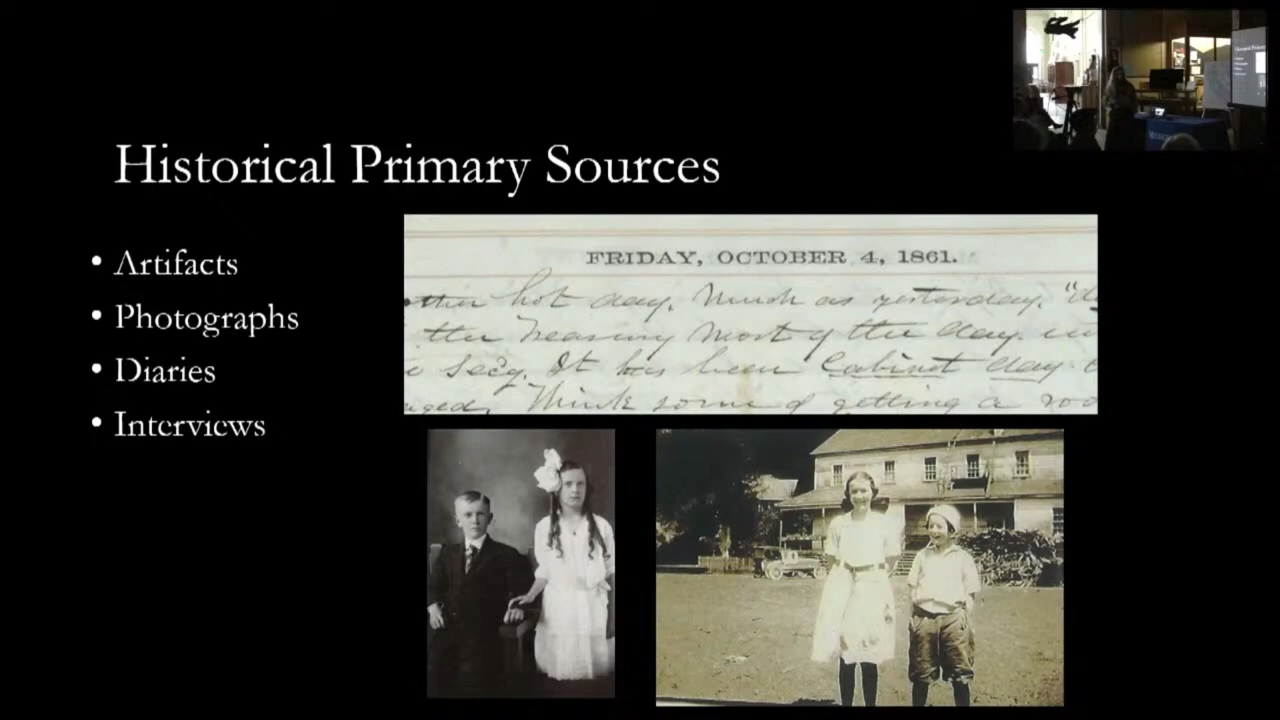 Historical Primary Sources
• Artifacts
• Photographs
• Diaries
• Interviews
FRIDAY, OCTOBER 4, 1861.
hot day. Much as yesterday.
the Treasury most of the day
Sec'y. It has been Cabinet day
Think some of getting a